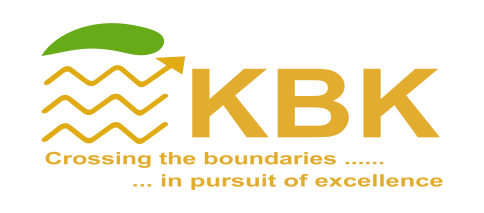 KBK
Crossing the boundaries ......
... in pursuit of excellence